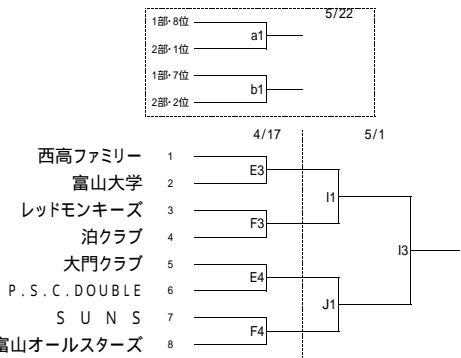 5/22
1部・8位
a1
2部・1位
1部・7位
b1
2部・2位
4/17 5/1
西高ファミリー 1
E3
富山大学 2
I1
レッドモンキーズ 3
F3
泊クラブ 4
I3
大門クラブ 5
E4
P.S.C.DOUBLE 6
J1
SUNS 7
F4
富山オールスターズ 8